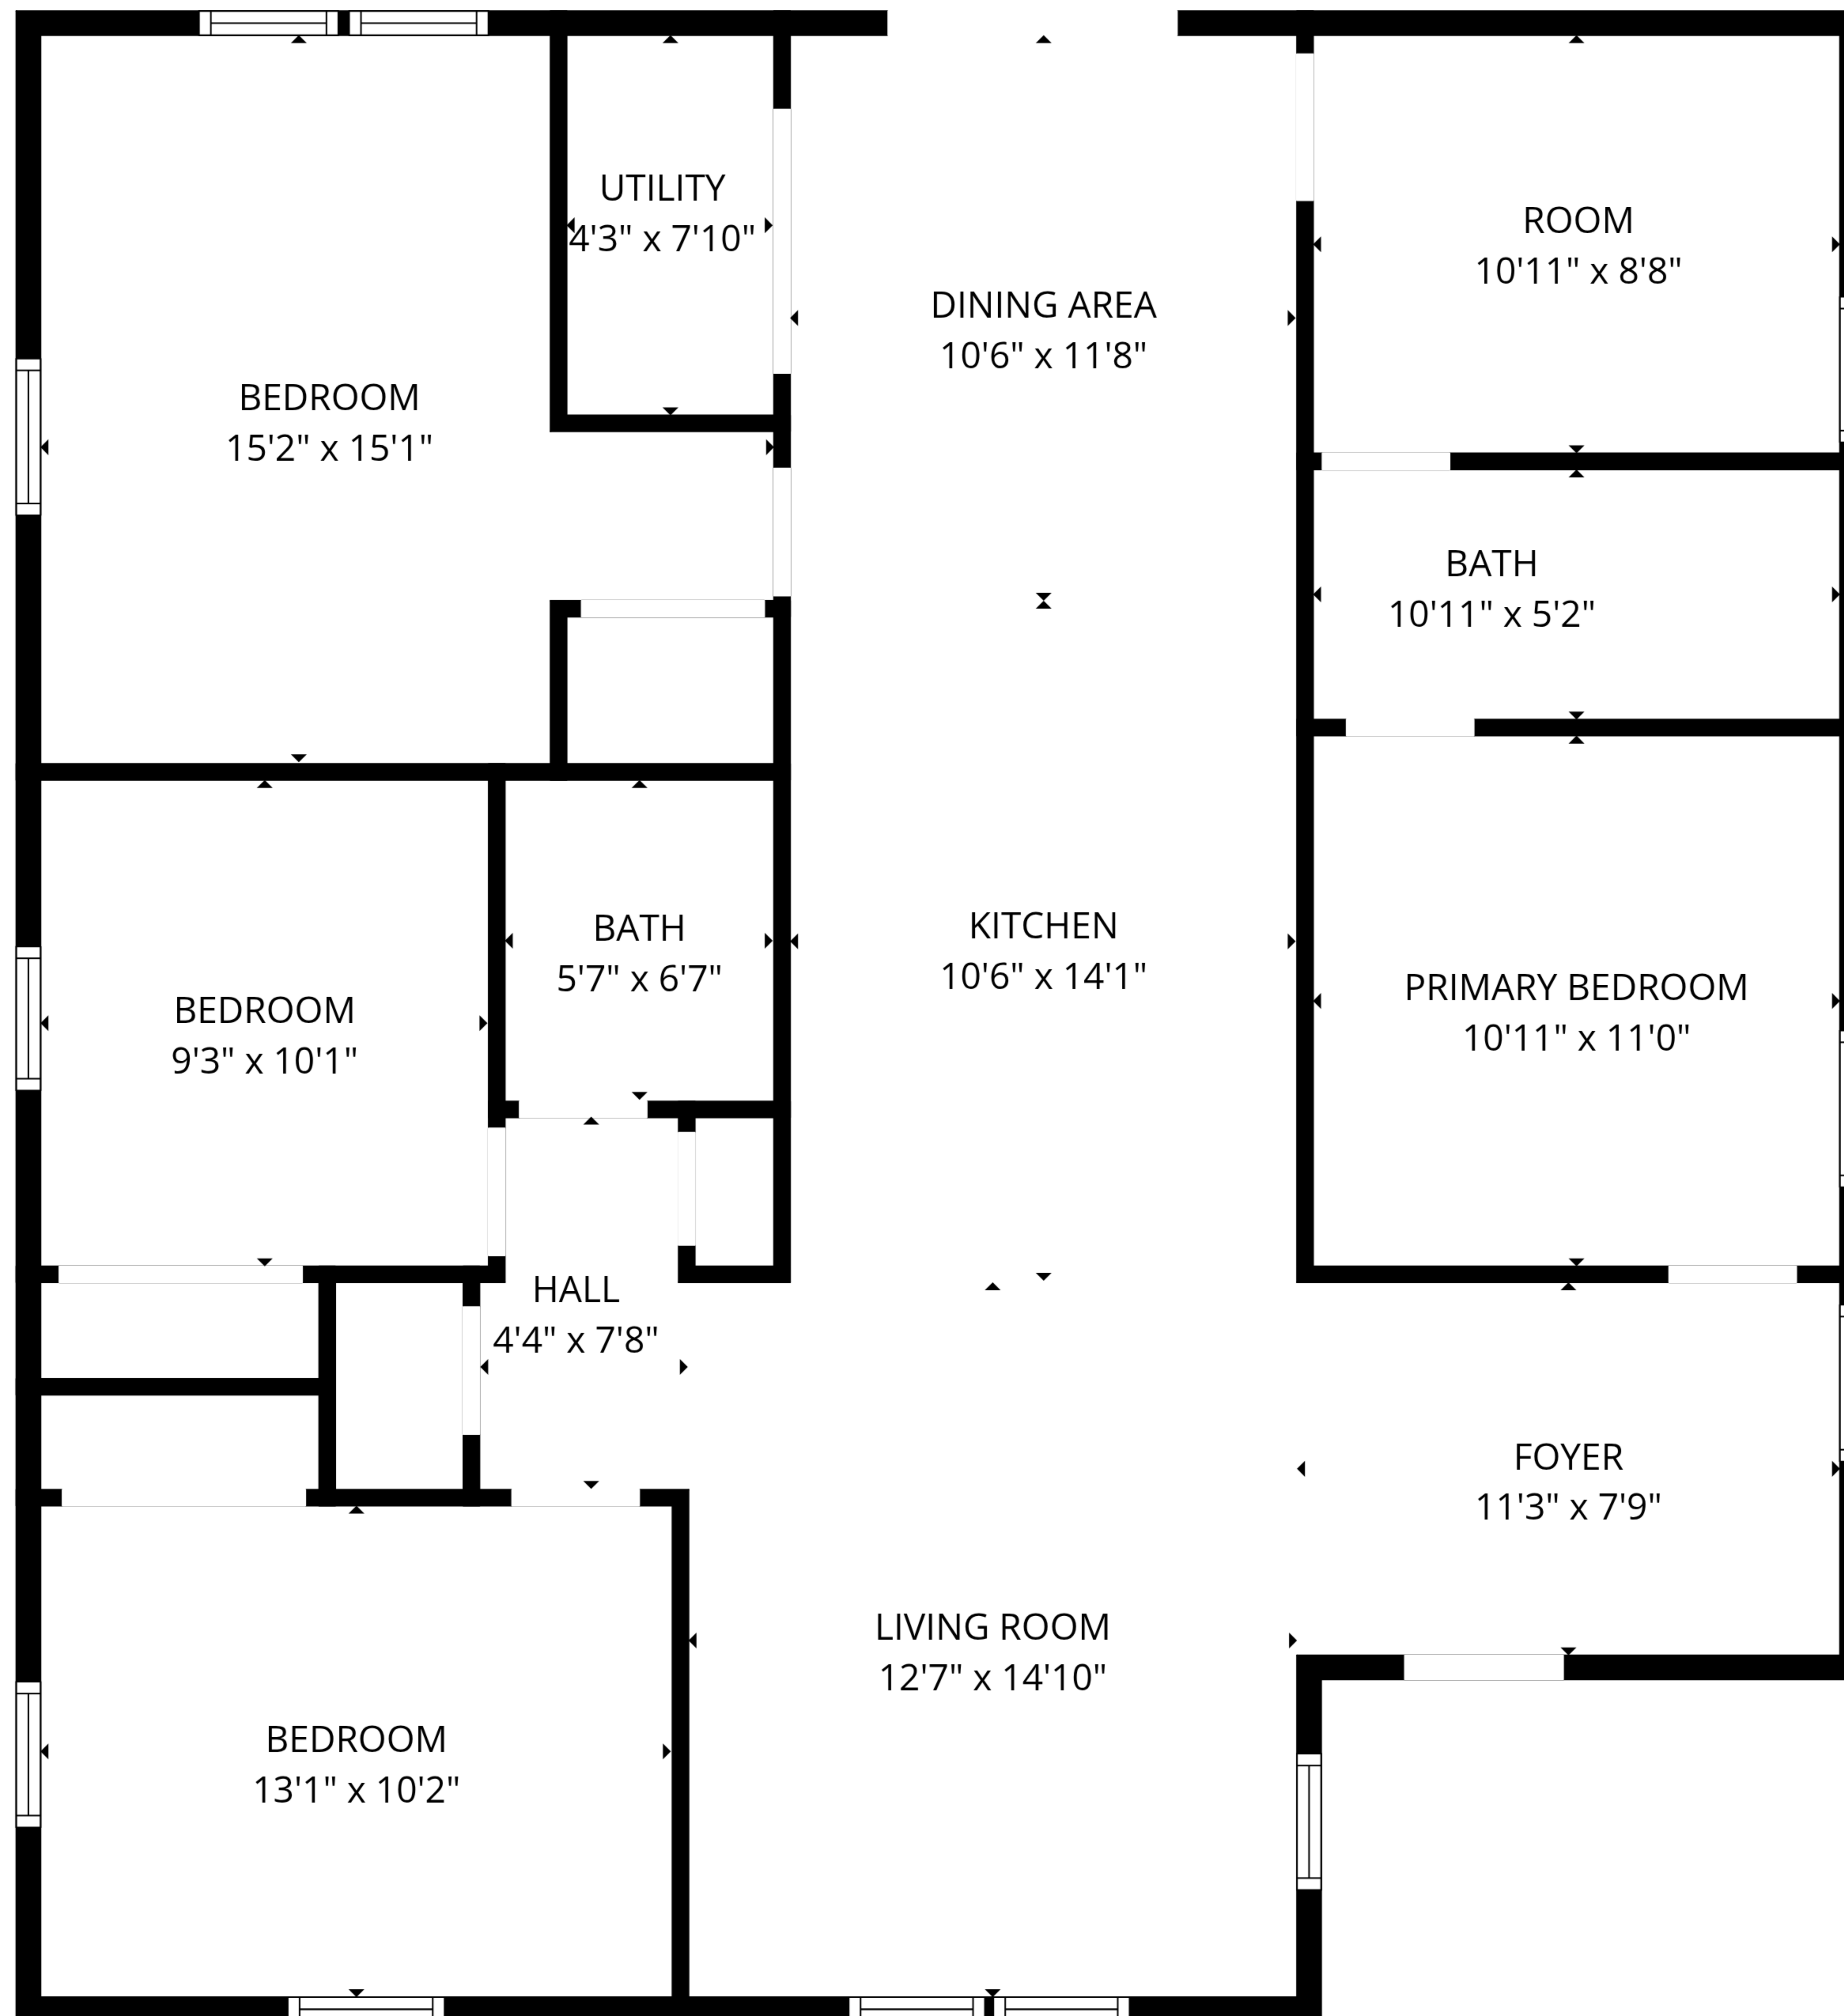 UTILITY
4'3" x 7'10"
ROOM
10'11" x 8'8"
DINING AREA
10'6" x 11'8"
BEDROOM
15'2" x 15'1"
BATH
10'11" x 5'2"
BATH
5'7" x 6'7"
KITCHEN
10'6" x 14'1"
PRIMARY BEDROOM
10'11" x 11'0"
BEDROOM
9'3" x 10'1"
HALL
4'4" x 7'8"
FOYER
11'3" x 7'9"
LIVING ROOM
12'7" x 14'10"
BEDROOM
13'1" x 10'2"